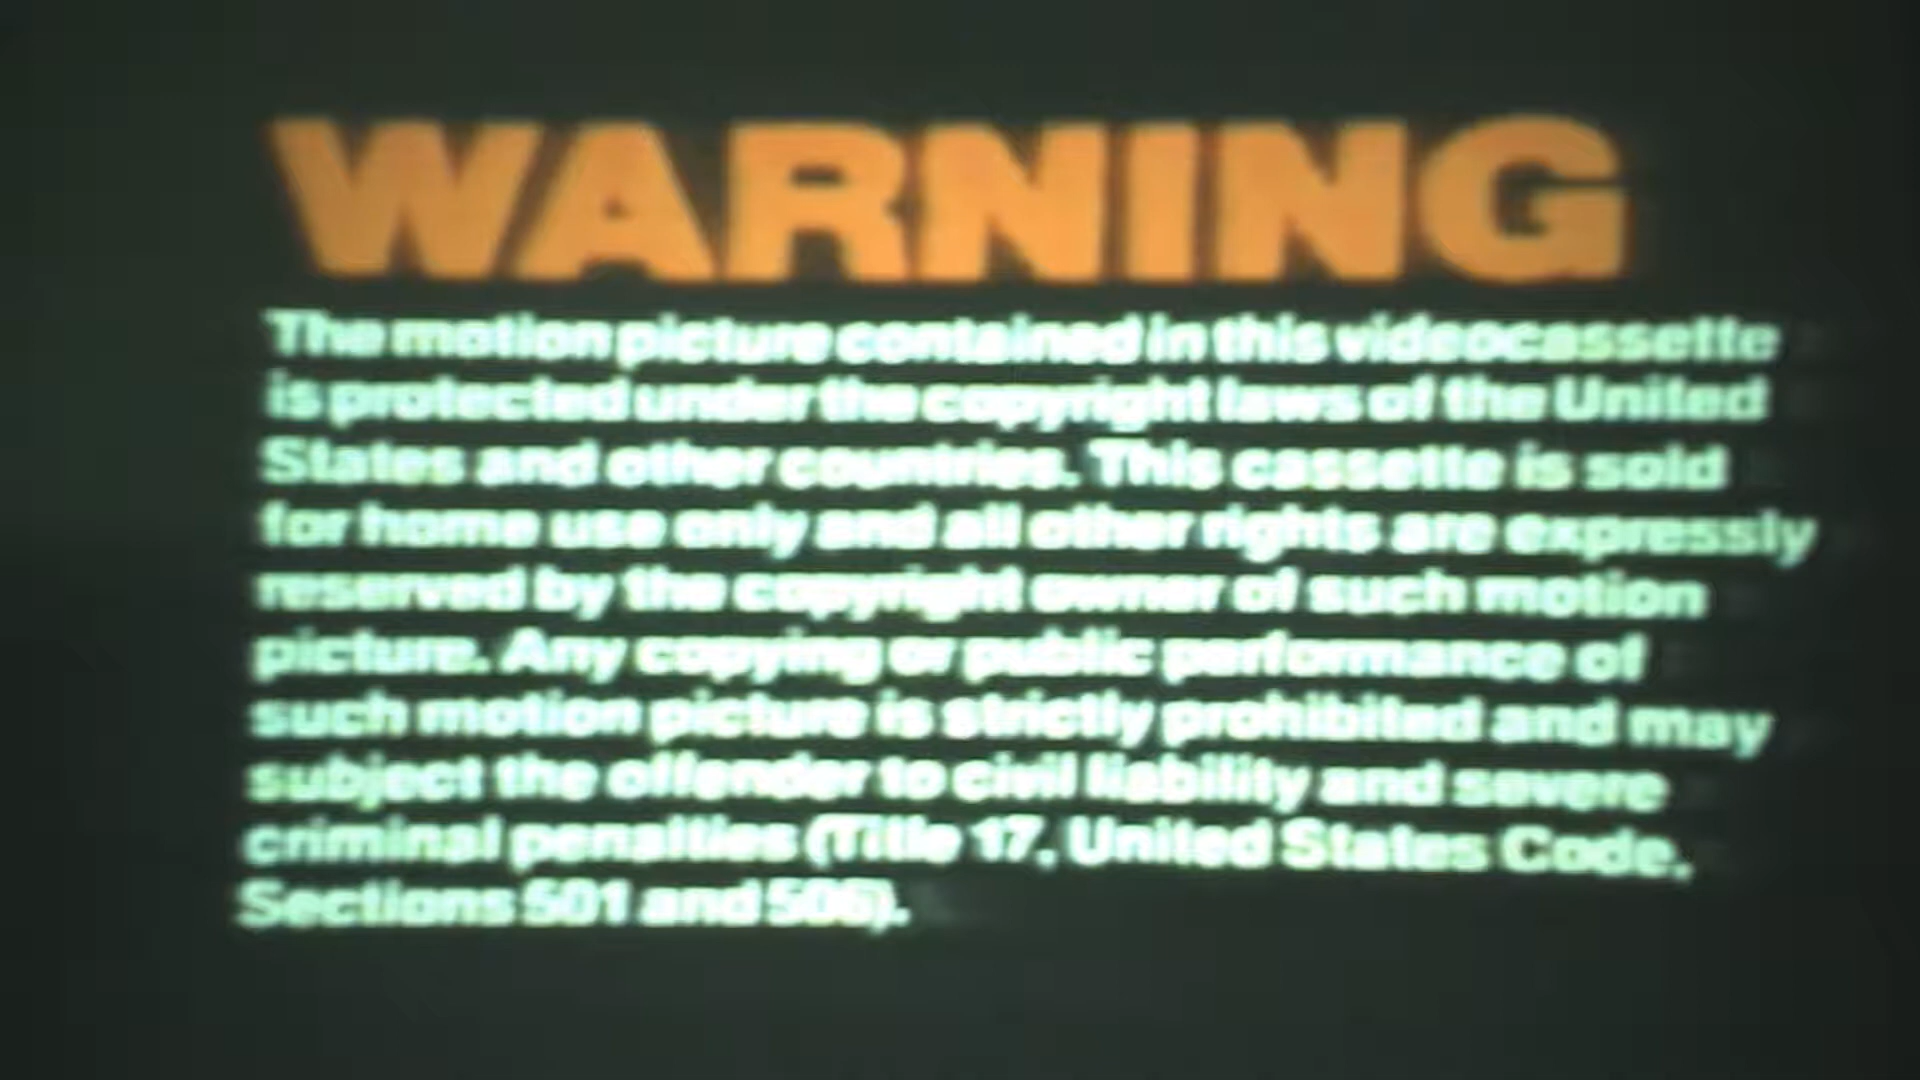 WARNING
The motion picture contained in this videocassette
is protected under the copyright laws of the United
States and other countries. This cassette is sold
for home use only and all other rights are expressly
reserved by the copyright owner of such motion
picture. Any copying or public performance of
such motion picture is strictly prohibited and may
subject the offender to civil liability and severe
criminal penalties (Title 17, United States Code,
Sections 501 and 506).